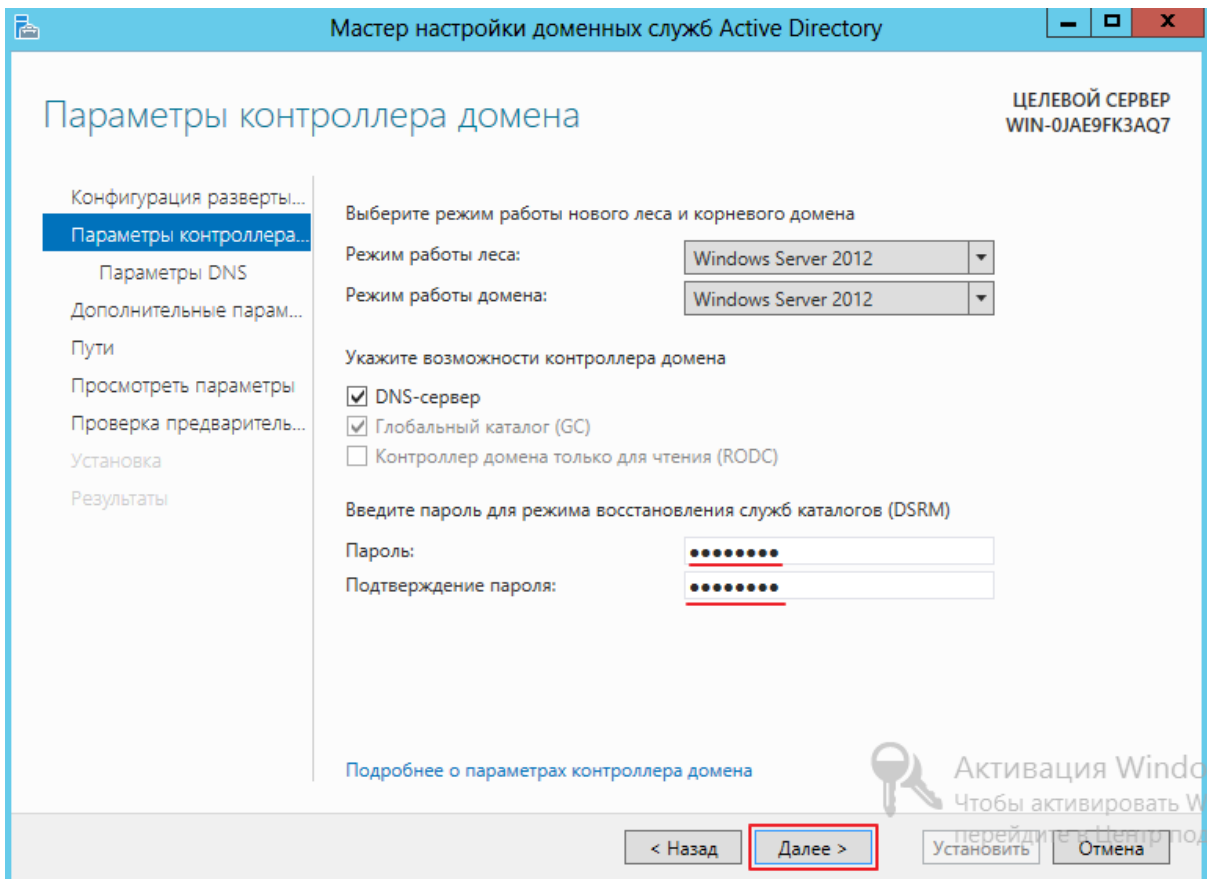 Мастер настройки доменных служб Active Directory
Параметры контроллера домена
ЦЕЛЕВОЙ СЕРВЕР
WIN-0JAE9FK3AQ7
Конфигурация разверты...
Параметры контроллера...
Параметры DNS
Дополнительные парам...
Пути
Просмотреть параметры
Проверка предваритель...
Установка
Результаты
Выберите режим работы нового леса и корневого домена
Режим работы леса: Windows Server 2012
Режим работы домена: Windows Server 2012
Укажите возможности контроллера домена
DNS-сервер
Глобальный каталог (GC)
Контроллер домена только для чтения (RODC)
Введите пароль для режима восстановления служб каталогов (DSRM)
Пароль: ●●●●●●●●
Подтверждение пароля: ●●●●●●●●
Подробнее о параметрах контроллера домена
Активация Windo
Чтобы активировать W
перейдите в Центр под
< Назад Далее > Установить Отмена